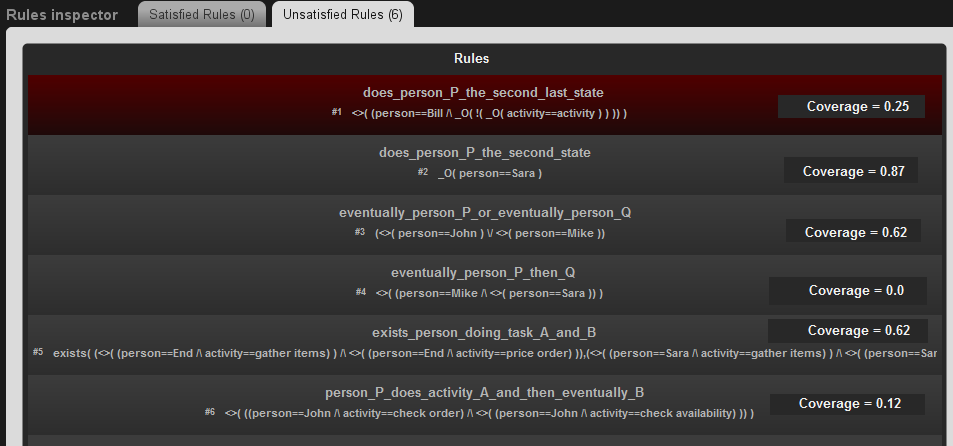 Rules inspector
Satisfied Rules (0)
Unsatisfied Rules (6)
Rules
does_person_P_the_second_last_state
#1 <>( (person==Bill /\ _O( !( _O( activity==activity ) ) )) )
Coverage = 0.25
does_person_P_the_second_state
#2 _O( person==Sara )
Coverage = 0.87
eventually_person_P_or_eventually_person_Q
#3 (<>( person==John ) \/ <>( person==Mike ))
Coverage = 0.62
eventually_person_P_then_Q
#4 <>( (person==Mike /\ <>( person==Sara )) )
Coverage = 0.0
exists_person_doing_task_A_and_B
Coverage = 0.62
#5 exists( (<>( (person==End /\ activity==gather items) ) /\ <>( (person==End /\ activity==price order) )),(<>( (person==Sara /\ activity==gather items) ) /\ <>( (person==Sar
person_P_does_activity_A_and_then_eventually_B
#6 <>( ((person==John /\ activity==check order) /\ <>( (person==John /\ activity==check availability) )) )
Coverage = 0.12